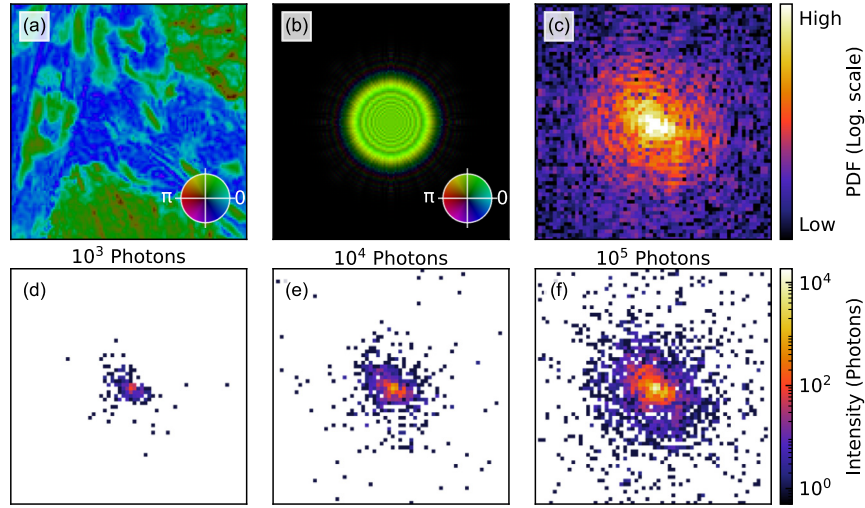 (a)
π
0
(b)
π
0
(c)
High
Low
PDF (Log. scale)
10³ Photons
10⁴ Photons
10⁵ Photons
(d)
(e)
(f)
10⁴
10²
10⁰
Intensity (Photons)